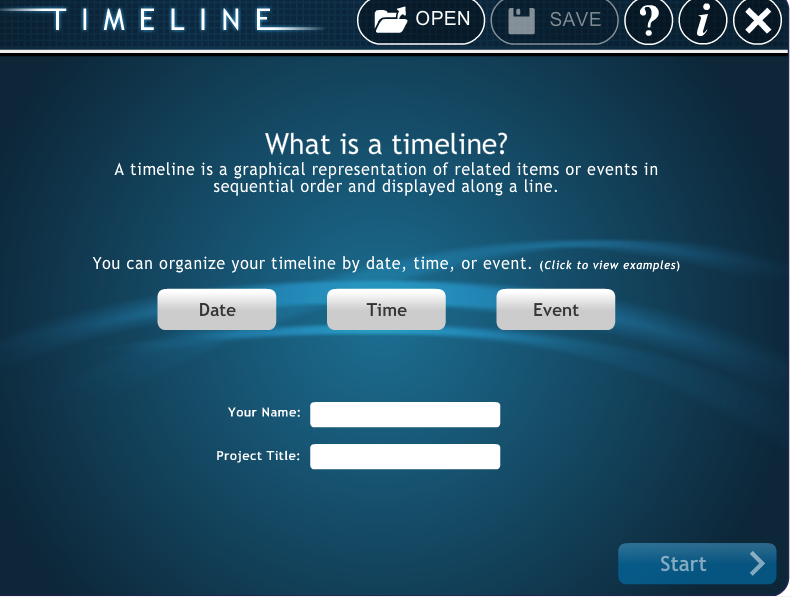 TIMELINE
OPEN
SAVE
?
i
What is a timeline?
A timeline is a graphical representation of related items or events in
sequential order and displayed along a line.
You can organize your timeline by date, time, or event. (Click to view examples)
Date
Time
Event
Your Name:
Project Title:
Start